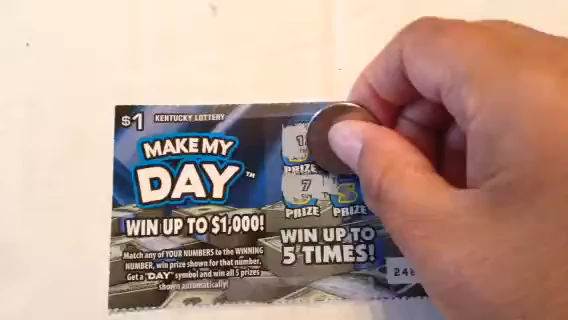 $1 KENTUCKY LOTTERY
MAKE MY
DAY™
WIN UP TO $1,000!
Match any of YOUR NUMBERS to the WINNING
NUMBER, win prize shown for that number.
Get a "DAY" symbol and win all 5 prizes
shown automatically!
PRIZE
7
PRIZE PRIZE
WIN UP TO
5 TIMES!